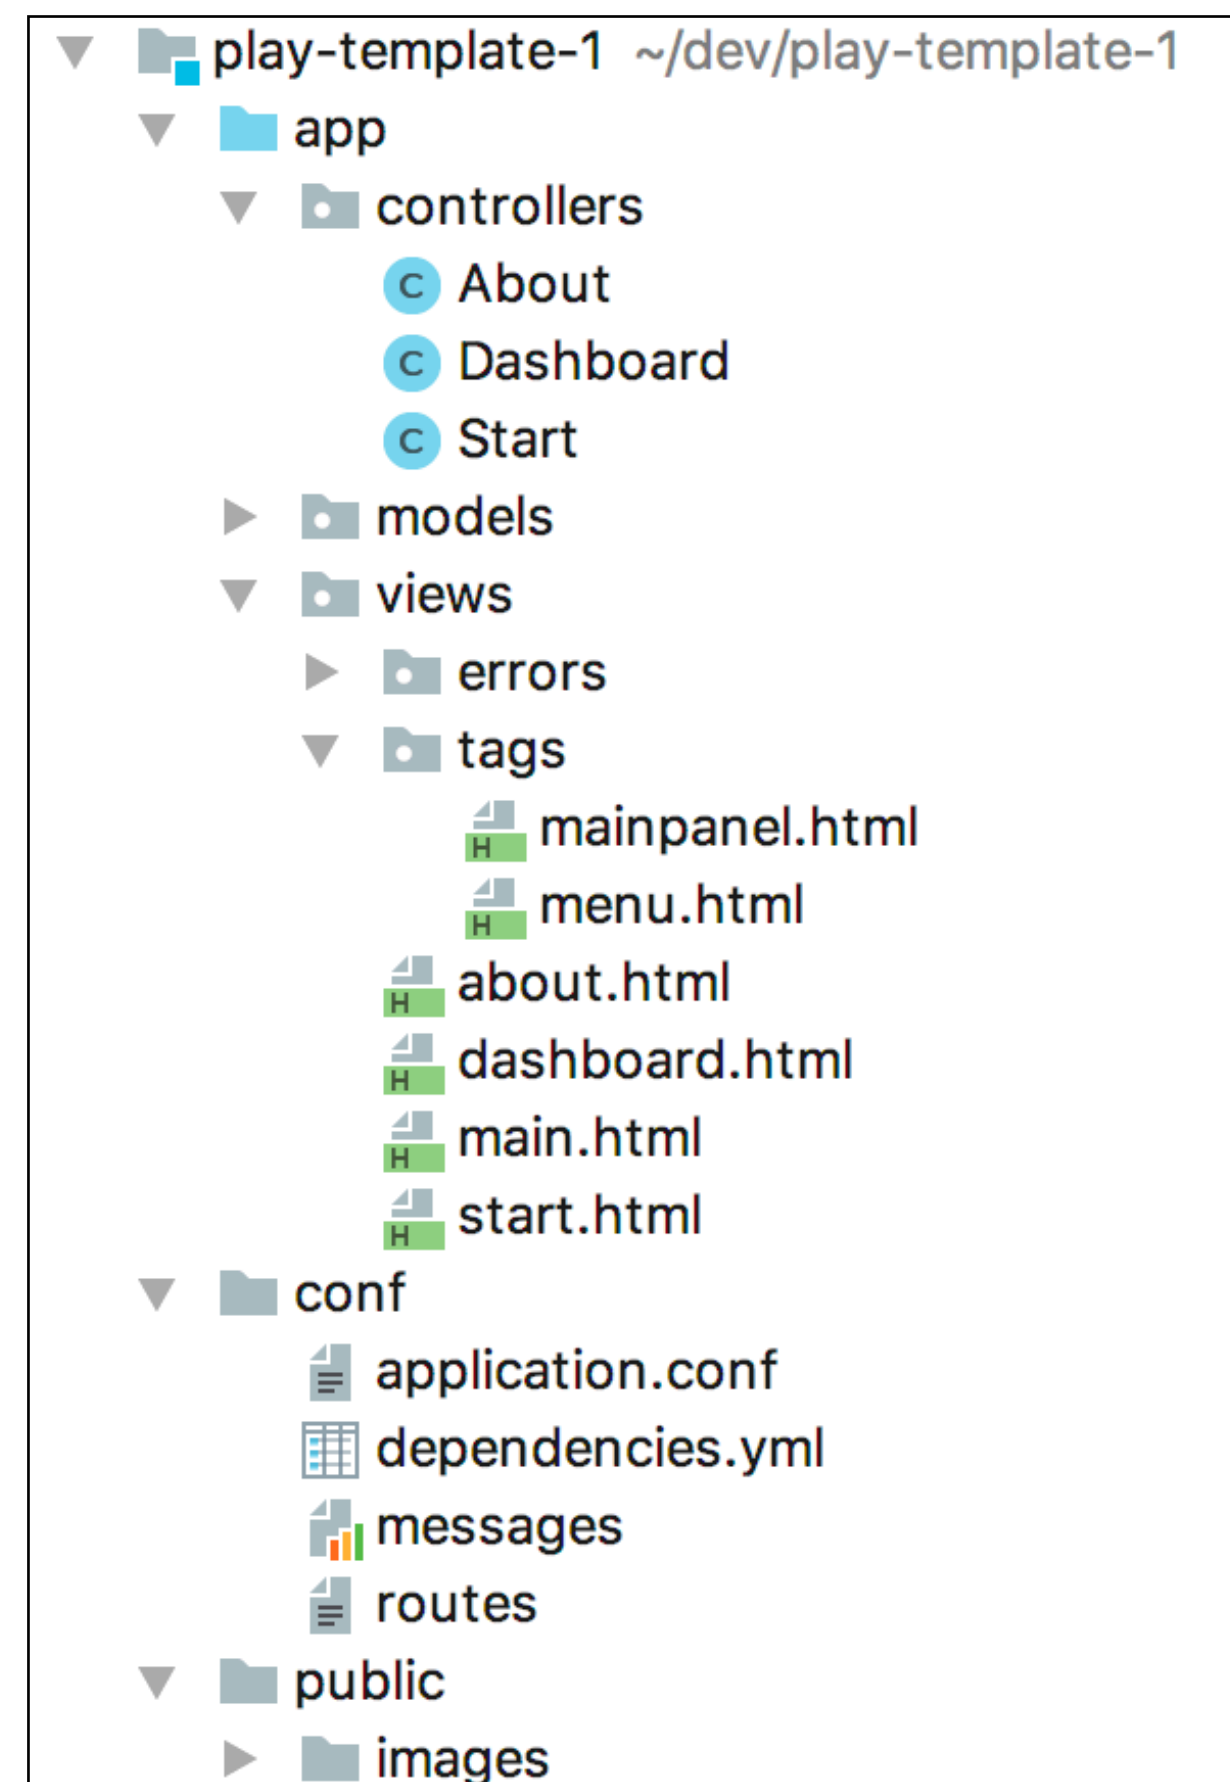 play-template-1 ~/dev/play-template-1
app
controllers
C About
C Dashboard
C Start
models
views
errors
tags
H mainpanel.html
H menu.html
H about.html
H dashboard.html
H main.html
H start.html
conf
application.conf
dependencies.yml
messages
routes
public
images